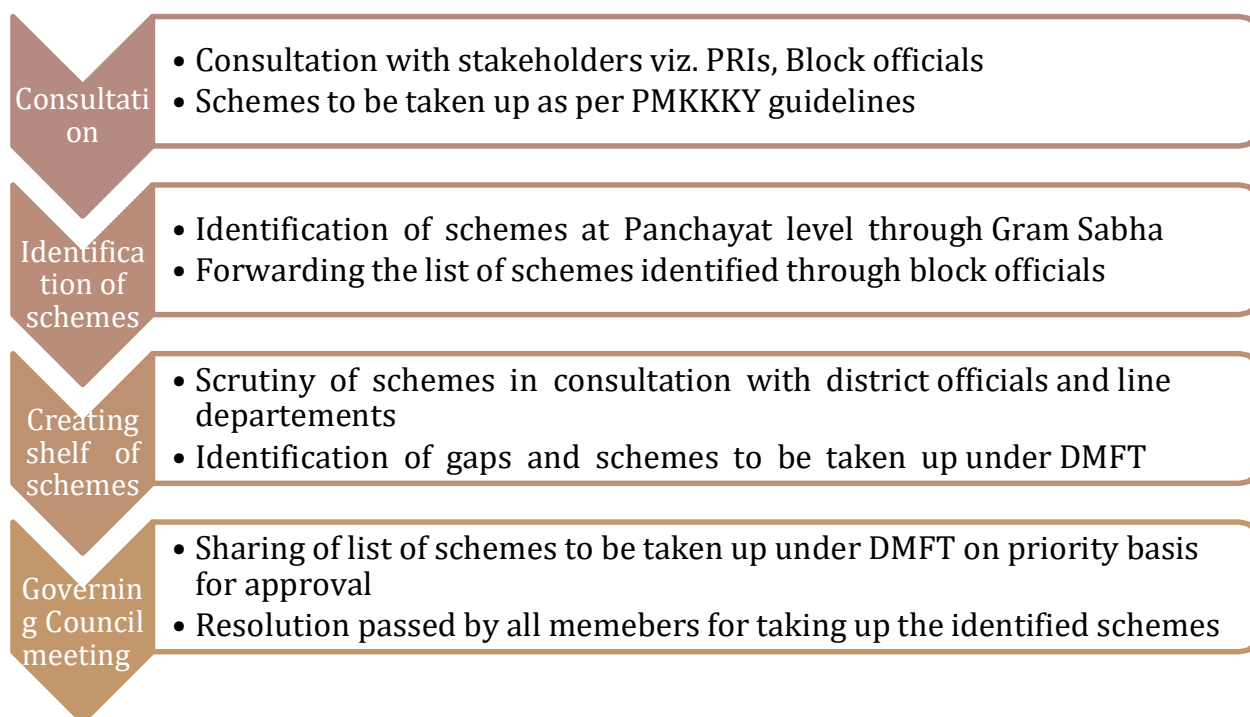 Consultati
on
• Consultation with stakeholders viz. PRIs, Block officials
• Schemes to be taken up as per PMKKKY guidelines
Identifica
tion of
schemes
• Identification of schemes at Panchayat level through Gram Sabha
• Forwarding the list of schemes identified through block officials
Creating
shelf of
schemes
• Scrutiny of schemes in consultation with district officials and line
departements
• Identification of gaps and schemes to be taken up under DMFT
Governin
g Council
meeting
• Sharing of list of schemes to be taken up under DMFT on priority basis
for approval
• Resolution passed by all memebers for taking up the identified schemes